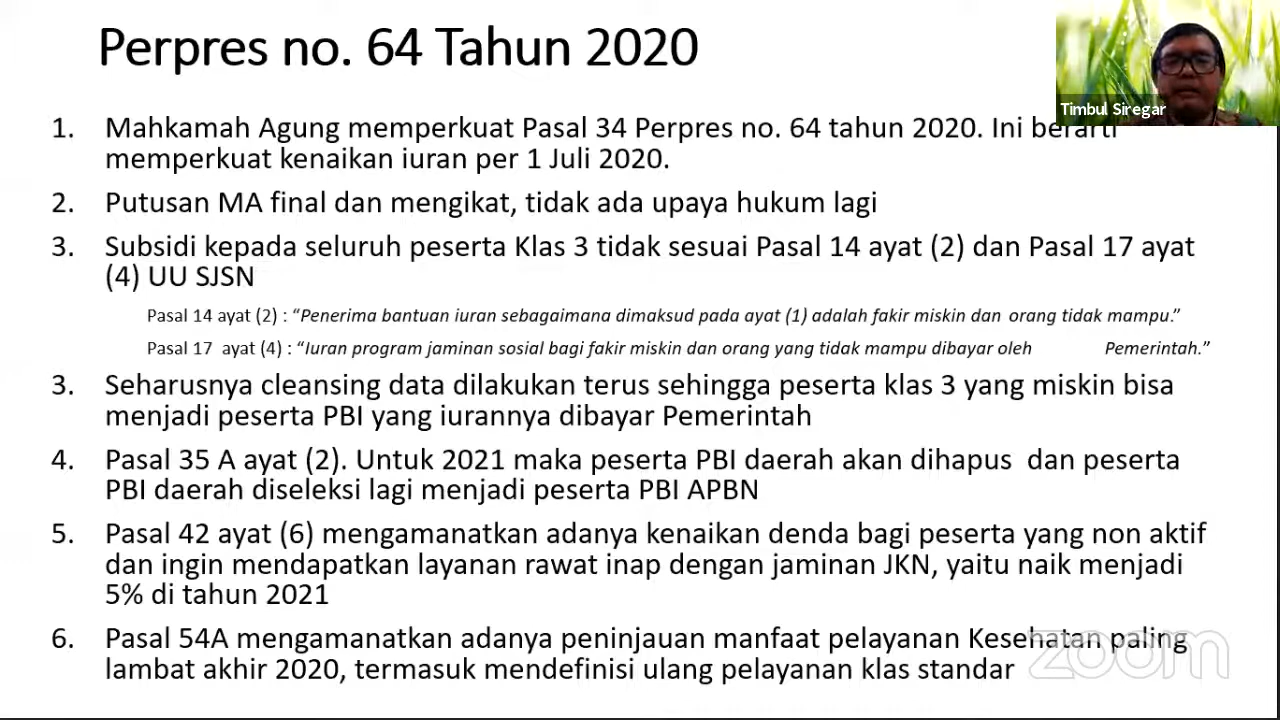 Perpres no. 64 Tahun 2020
Timbul Siregar
1. Mahkamah Agung memperkuat Pasal 34 Perpres no. 64 tahun 2020. Ini berarti
memperkuat kenaikan iuran per 1 Juli 2020.
2. Putusan MA final dan mengikat, tidak ada upaya hukum lagi
3. Subsidi kepada seluruh peserta Klas 3 tidak sesuai Pasal 14 ayat (2) dan Pasal 17 ayat
(4) UU SJSN
Pasal 14 ayat (2) : “Penerima bantuan iuran sebagaimana dimaksud pada ayat (1) adalah fakir miskin dan orang tidak mampu.”
Pasal 17 ayat (4) : “Iuran program jaminan sosial bagi fakir miskin dan orang yang tidak mampu dibayar oleh Pemerintah.”
3. Seharusnya cleansing data dilakukan terus sehingga peserta klas 3 yang miskin bisa
menjadi peserta PBI yang iurannya dibayar Pemerintah
4. Pasal 35 A ayat (2). Untuk 2021 maka peserta PBI daerah akan dihapus dan peserta
PBI daerah diseleksi lagi menjadi peserta PBI APBN
5. Pasal 42 ayat (6) mengamanatkan adanya kenaikan denda bagi peserta yang non aktif
dan ingin mendapatkan layanan rawat inap dengan jaminan JKN, yaitu naik menjadi
5% di tahun 2021
6. Pasal 54A mengamanatkan adanya peninjauan manfaat pelayanan Kesehatan paling
lambat akhir 2020, termasuk mendefinisi ulang pelayanan klas standar
zoom